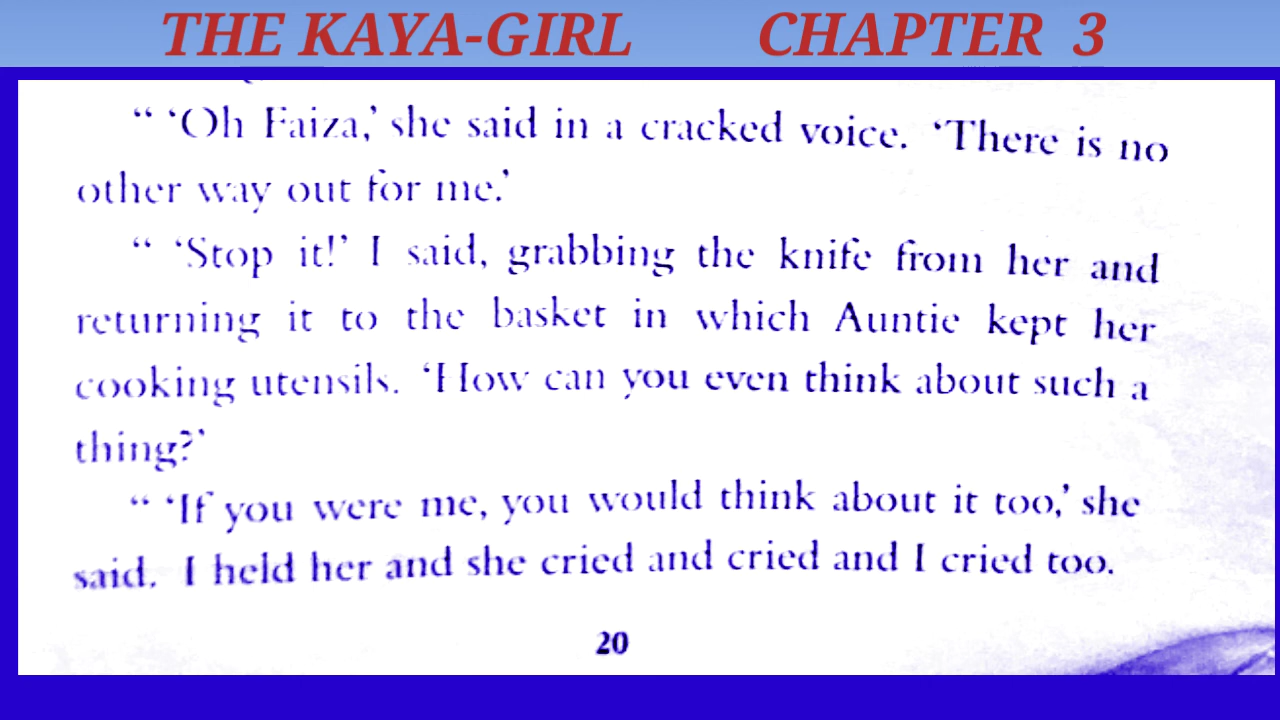 THE KAYA-GIRL CHAPTER 3
“ ‘Oh Faiza,’ she said in a cracked voice. ‘There is no
other way out for me.’
“ ‘Stop it!’ I said, grabbing the knife from her and
returning it to the basket in which Auntie kept her
cooking utensils. ‘How can you even think about such a
thing?’
“ ‘If you were me, you would think about it too,’ she
said. I held her and she cried and cried and I cried too.
20